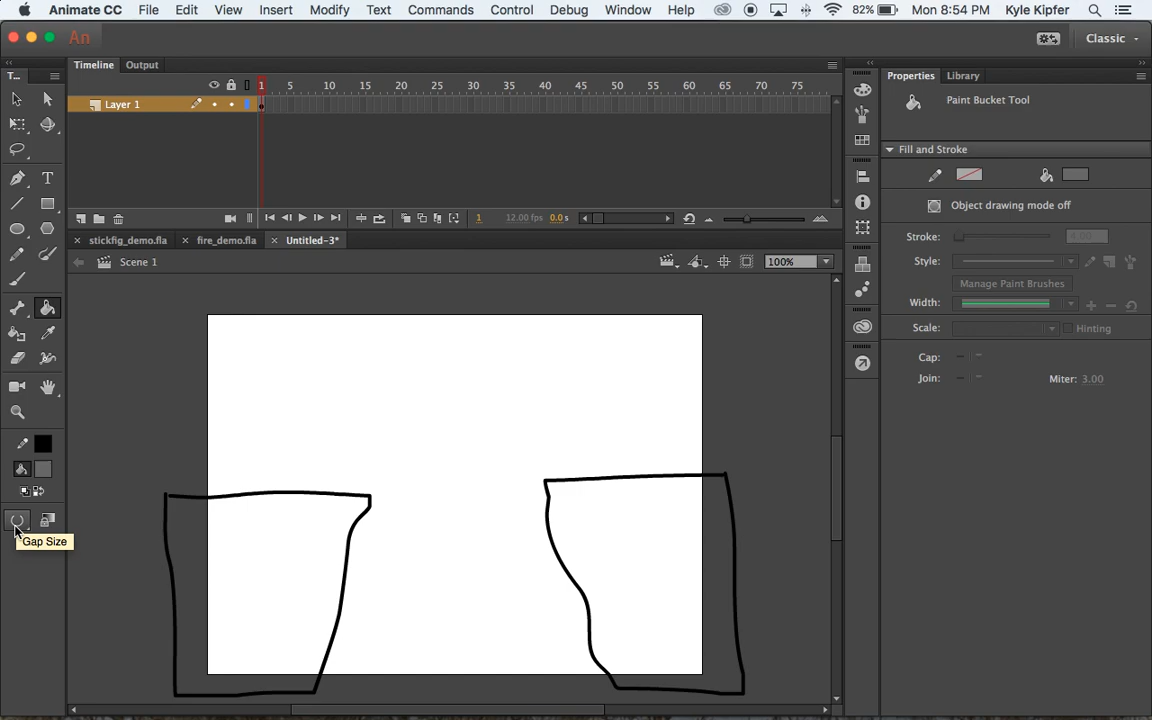 Animate CC File Edit View Insert Modify Text Commands Control Debug Window Help 82% Mon 8:54 PM Kyle Kipfer
An Classic
T... Timeline Output Properties Library
1 5 10 15 20 25 30 35 40 45 50 55 60 65 70 75
Layer 1
Paint Bucket Tool
Fill and Stroke
Object drawing mode off
1 12.00 fps 0.0 s
Stroke: 4.00
stickfig_demo.fla fire_demo.fla Untitled-3*
Scene 1 100%
Style:
Manage Paint Brushes
Width:
Scale: Hinting
Cap:
Join: Miter: 3.00
Gap Size